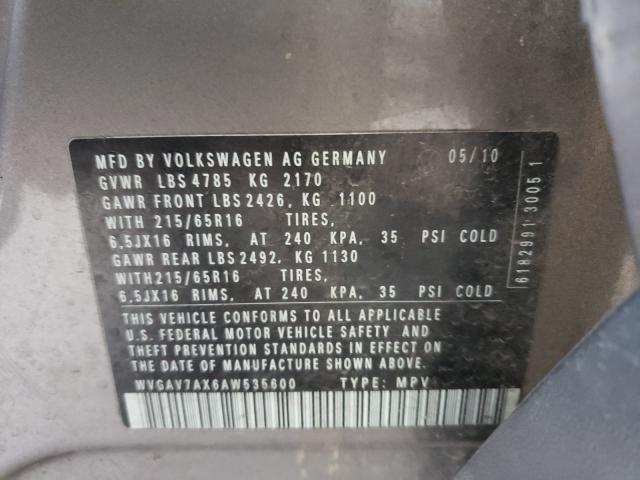 MFD BY VOLKSWAGEN AG GERMANY 05/10
GVWR LBS 4785 KG 2170
GAWR FRONT LBS 2426, KG 1100
WITH 215/65R16 TIRES,
6,5JX16 RIMS, AT 240 KPA, 35 PSI COLD
GAWR REAR LBS 2492, KG 1130
WITH215/65R16 TIRES,
6,5JX16 RIMS, AT 240 KPA, 35 PSI COLD
THIS VEHICLE CONFORMS TO ALL APPLICABLE
U.S. FEDERAL MOTOR VEHICLE SAFETY AND
THEFT PREVENTION STANDARDS IN EFFECT ON
THE DATE OF MANUFACTURE SHOWN ABOVE.
WVGAV7AX6AW535600 TYPE: MPV
6182991 3005 1